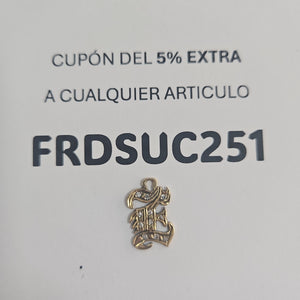 CUPÓN DEL 5% EXTRA
A CUALQUIER ARTICULO
FRDSUC251